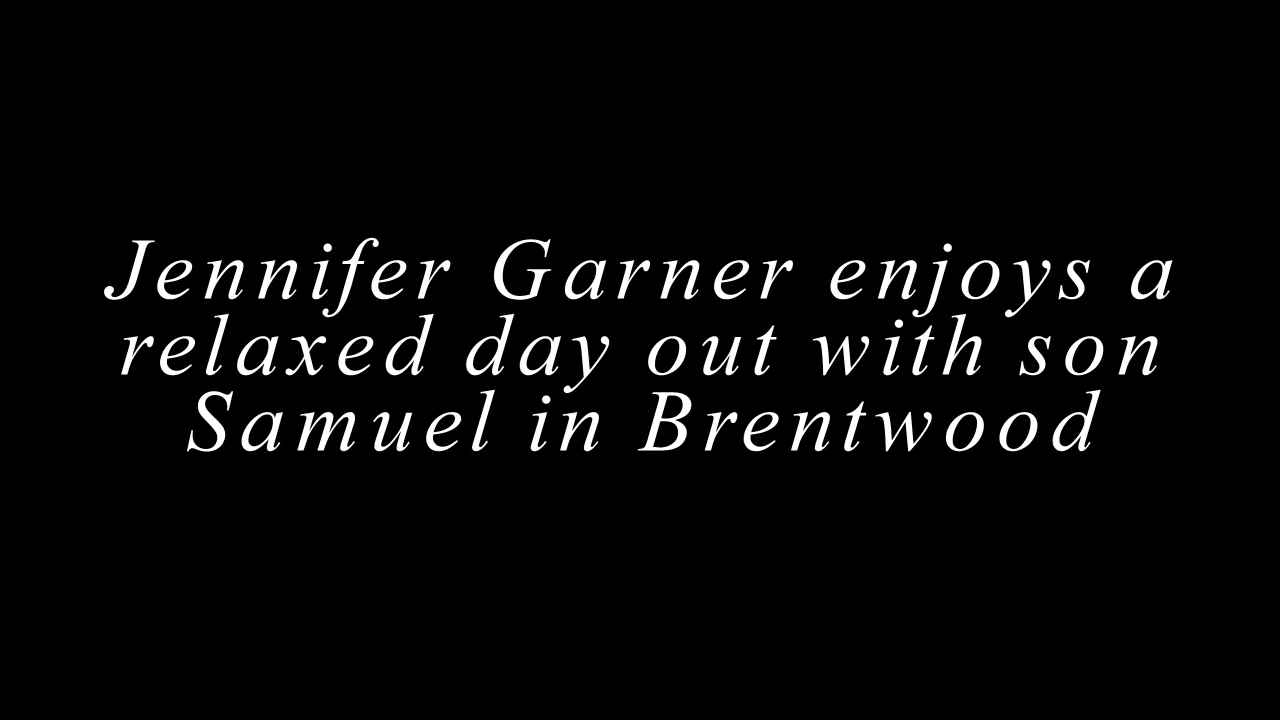 Jennifer Garner enjoys a
relaxed day out with son
Samuel in Brentwood